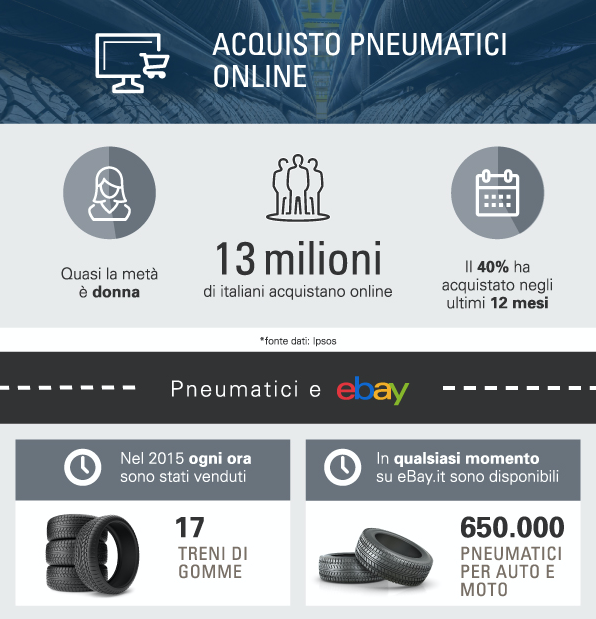 ACQUISTO PNEUMATICI
ONLINE
Quasi la metà
è donna
13 milioni
di italiani acquistano online
Il 40% ha
acquistato negli
ultimi 12 mesi
*fonte dati: Ipsos
Pneumatici e ebay
Nel 2015 ogni ora
sono stati venduti
17
TRENI DI
GOMME
In qualsiasi momento
su eBay.it sono disponibili
650.000
PNEUMATICI
PER AUTO E
MOTO